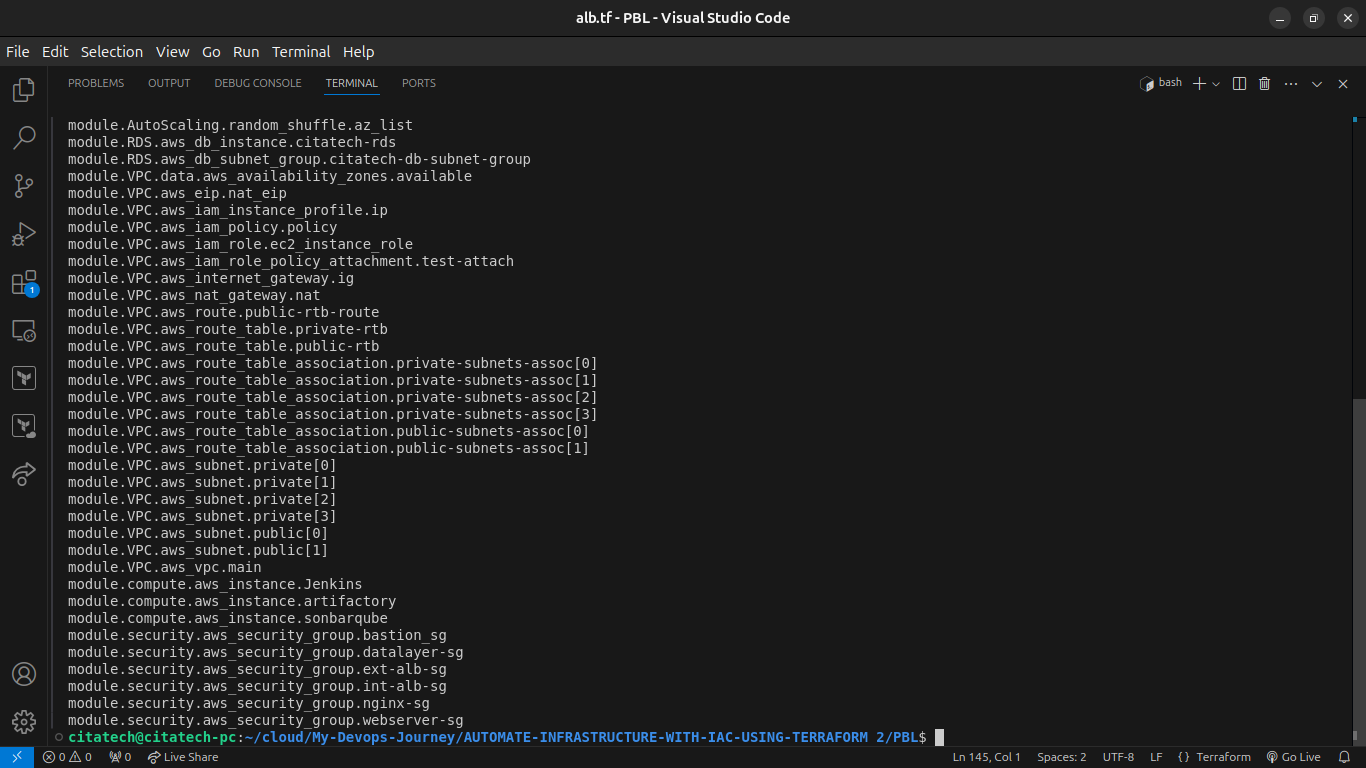 alb.tf - PBL - Visual Studio Code
File Edit Selection View Go Run Terminal Help
PROBLEMS OUTPUT DEBUG CONSOLE TERMINAL PORTS bash
module.AutoScaling.random_shuffle.az_list
module.RDS.aws_db_instance.citatech-rds
module.RDS.aws_db_subnet_group.citatech-db-subnet-group
module.VPC.data.aws_availability_zones.available
module.VPC.aws_eip.nat_eip
module.VPC.aws_iam_instance_profile.ip
module.VPC.aws_iam_policy.policy
module.VPC.aws_iam_role.ec2_instance_role
module.VPC.aws_iam_role_policy_attachment.test-attach
module.VPC.aws_internet_gateway.ig
module.VPC.aws_nat_gateway.nat
module.VPC.aws_route.public-rtb-route
module.VPC.aws_route_table.private-rtb
module.VPC.aws_route_table.public-rtb
module.VPC.aws_route_table_association.private-subnets-assoc[0]
module.VPC.aws_route_table_association.private-subnets-assoc[1]
module.VPC.aws_route_table_association.private-subnets-assoc[2]
module.VPC.aws_route_table_association.private-subnets-assoc[3]
module.VPC.aws_route_table_association.public-subnets-assoc[0]
module.VPC.aws_route_table_association.public-subnets-assoc[1]
module.VPC.aws_subnet.private[0]
module.VPC.aws_subnet.private[1]
module.VPC.aws_subnet.private[2]
module.VPC.aws_subnet.private[3]
module.VPC.aws_subnet.public[0]
module.VPC.aws_subnet.public[1]
module.VPC.aws_vpc.main
module.compute.aws_instance.Jenkins
module.compute.aws_instance.artifactory
module.compute.aws_instance.sonbarqube
module.security.aws_security_group.bastion_sg
module.security.aws_security_group.datalayer-sg
module.security.aws_security_group.ext-alb-sg
module.security.aws_security_group.int-alb-sg
module.security.aws_security_group.nginx-sg
module.security.aws_security_group.webserver-sg
citatech@citatech-pc:~/cloud/My-Devops-Journey/AUTOMATE-INFRASTRUCTURE-WITH-IAC-USING-TERRAFORM 2/PBL$
1
0 0 0 Live Share Ln 145, Col 1 Spaces: 2 UTF-8 LF {} Terraform Go Live